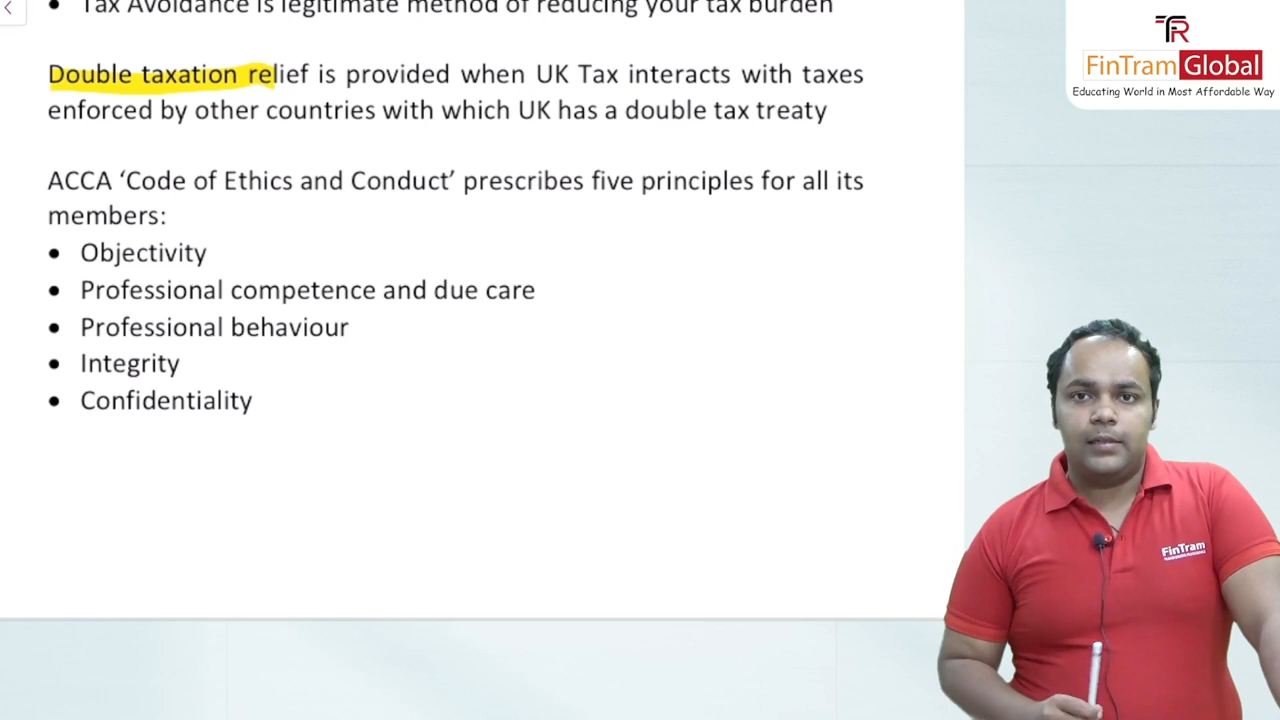 • Tax Avoidance is legitimate method of reducing your tax burden
Double taxation relief is provided when UK Tax interacts with taxes
enforced by other countries with which UK has a double tax treaty
ACCA ‘Code of Ethics and Conduct’ prescribes five principles for all its
members:
• Objectivity
• Professional competence and due care
• Professional behaviour
• Integrity
• Confidentiality
FinTram Global
Educating World in Most Affordable Way
FinTram